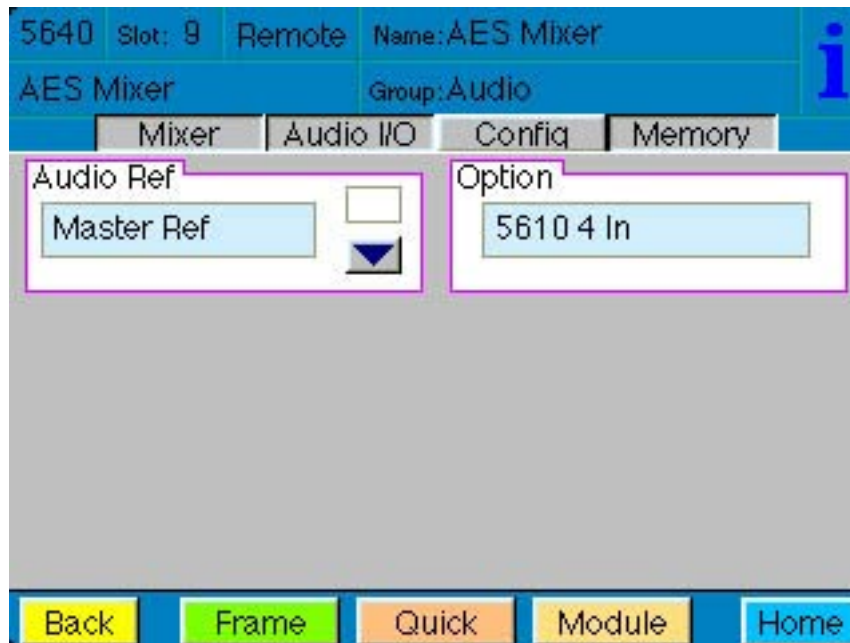 5640 Slot: 9 Remote Name:AES Mixer
AES Mixer Group:Audio
i
Mixer Audio I/O Config Memory
Audio Ref Option
Master Ref 5610 4 In
Back Frame Quick Module Home